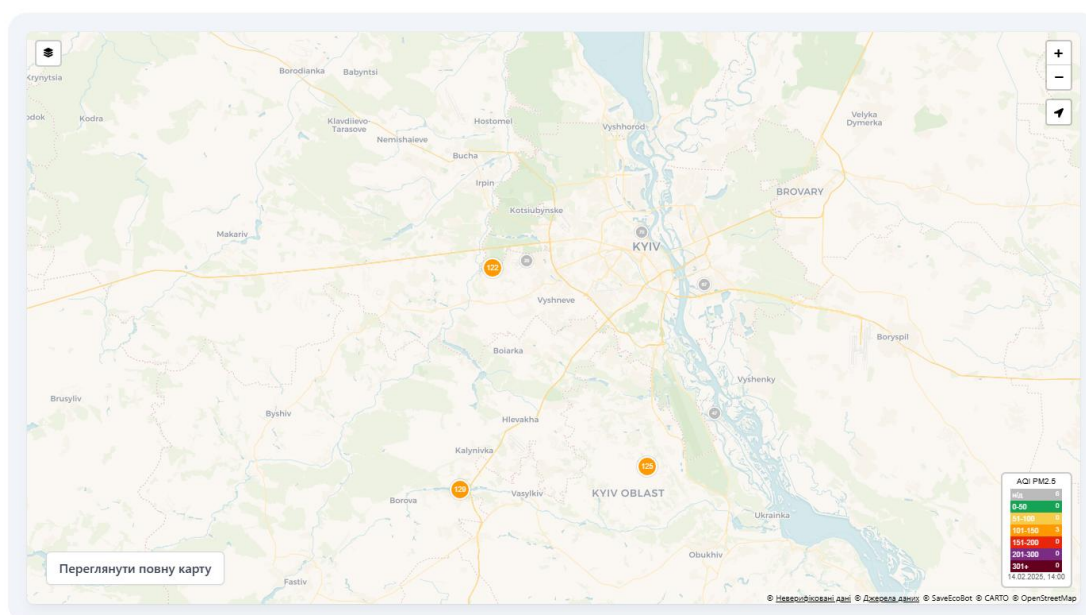 +
−
Krynytsia
Borodianka
Babyntsi
Kodra
Klavdiievo-
Tarasove
Hostomel
Nemishaieve
Vyshhorod
Velyka
Dymerka
Bucha
Irpin
BROVARY
Kotsiubynske
Makariv
KYIV
122
Vyshneve
Boryspil
Boiarka
Vyshenky
Brusyliv
Byshiv
Hlevakha
Kalynivka
125
129
Borova
Vasylkiv
KYIV OBLAST
Ukrainka
Obukhiv
Fastiv
Переглянути повну карту
AQI PM2.5
н/д
0-50 0
51-100 0
101-150
151-200 0
201-300 0
301+ 0
14.02.2025, 14:00
© Неверифіковані дані © Джерела даних © SaveEcoBot © CARTO © OpenStreetMap